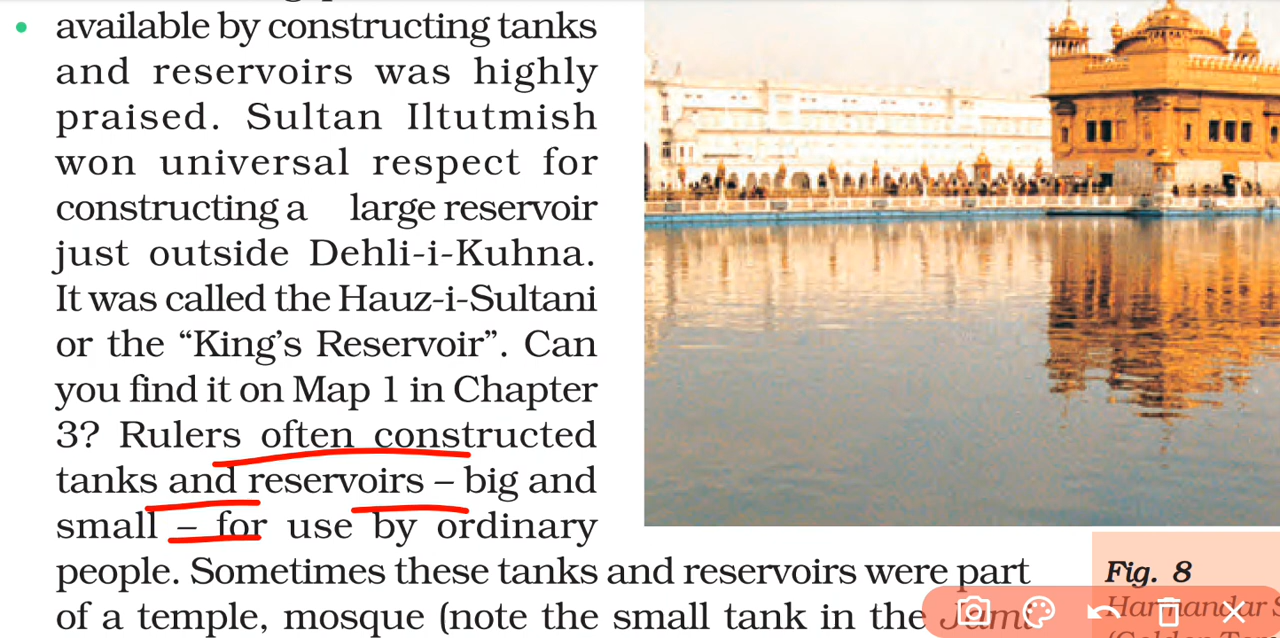 available by constructing tanks
and reservoirs was highly
praised. Sultan Iltutmish
won universal respect for
constructing a large reservoir
just outside Dehli-i-Kuhna.
It was called the Hauz-i-Sultani
or the “King’s Reservoir”. Can
you find it on Map 1 in Chapter
3? Rulers often constructed
tanks and reservoirs – big and
small – for use by ordinary
people. Sometimes these tanks and reservoirs were part
of a temple, mosque (note the small tank in the Jami
Fig. 8
Harmandar S